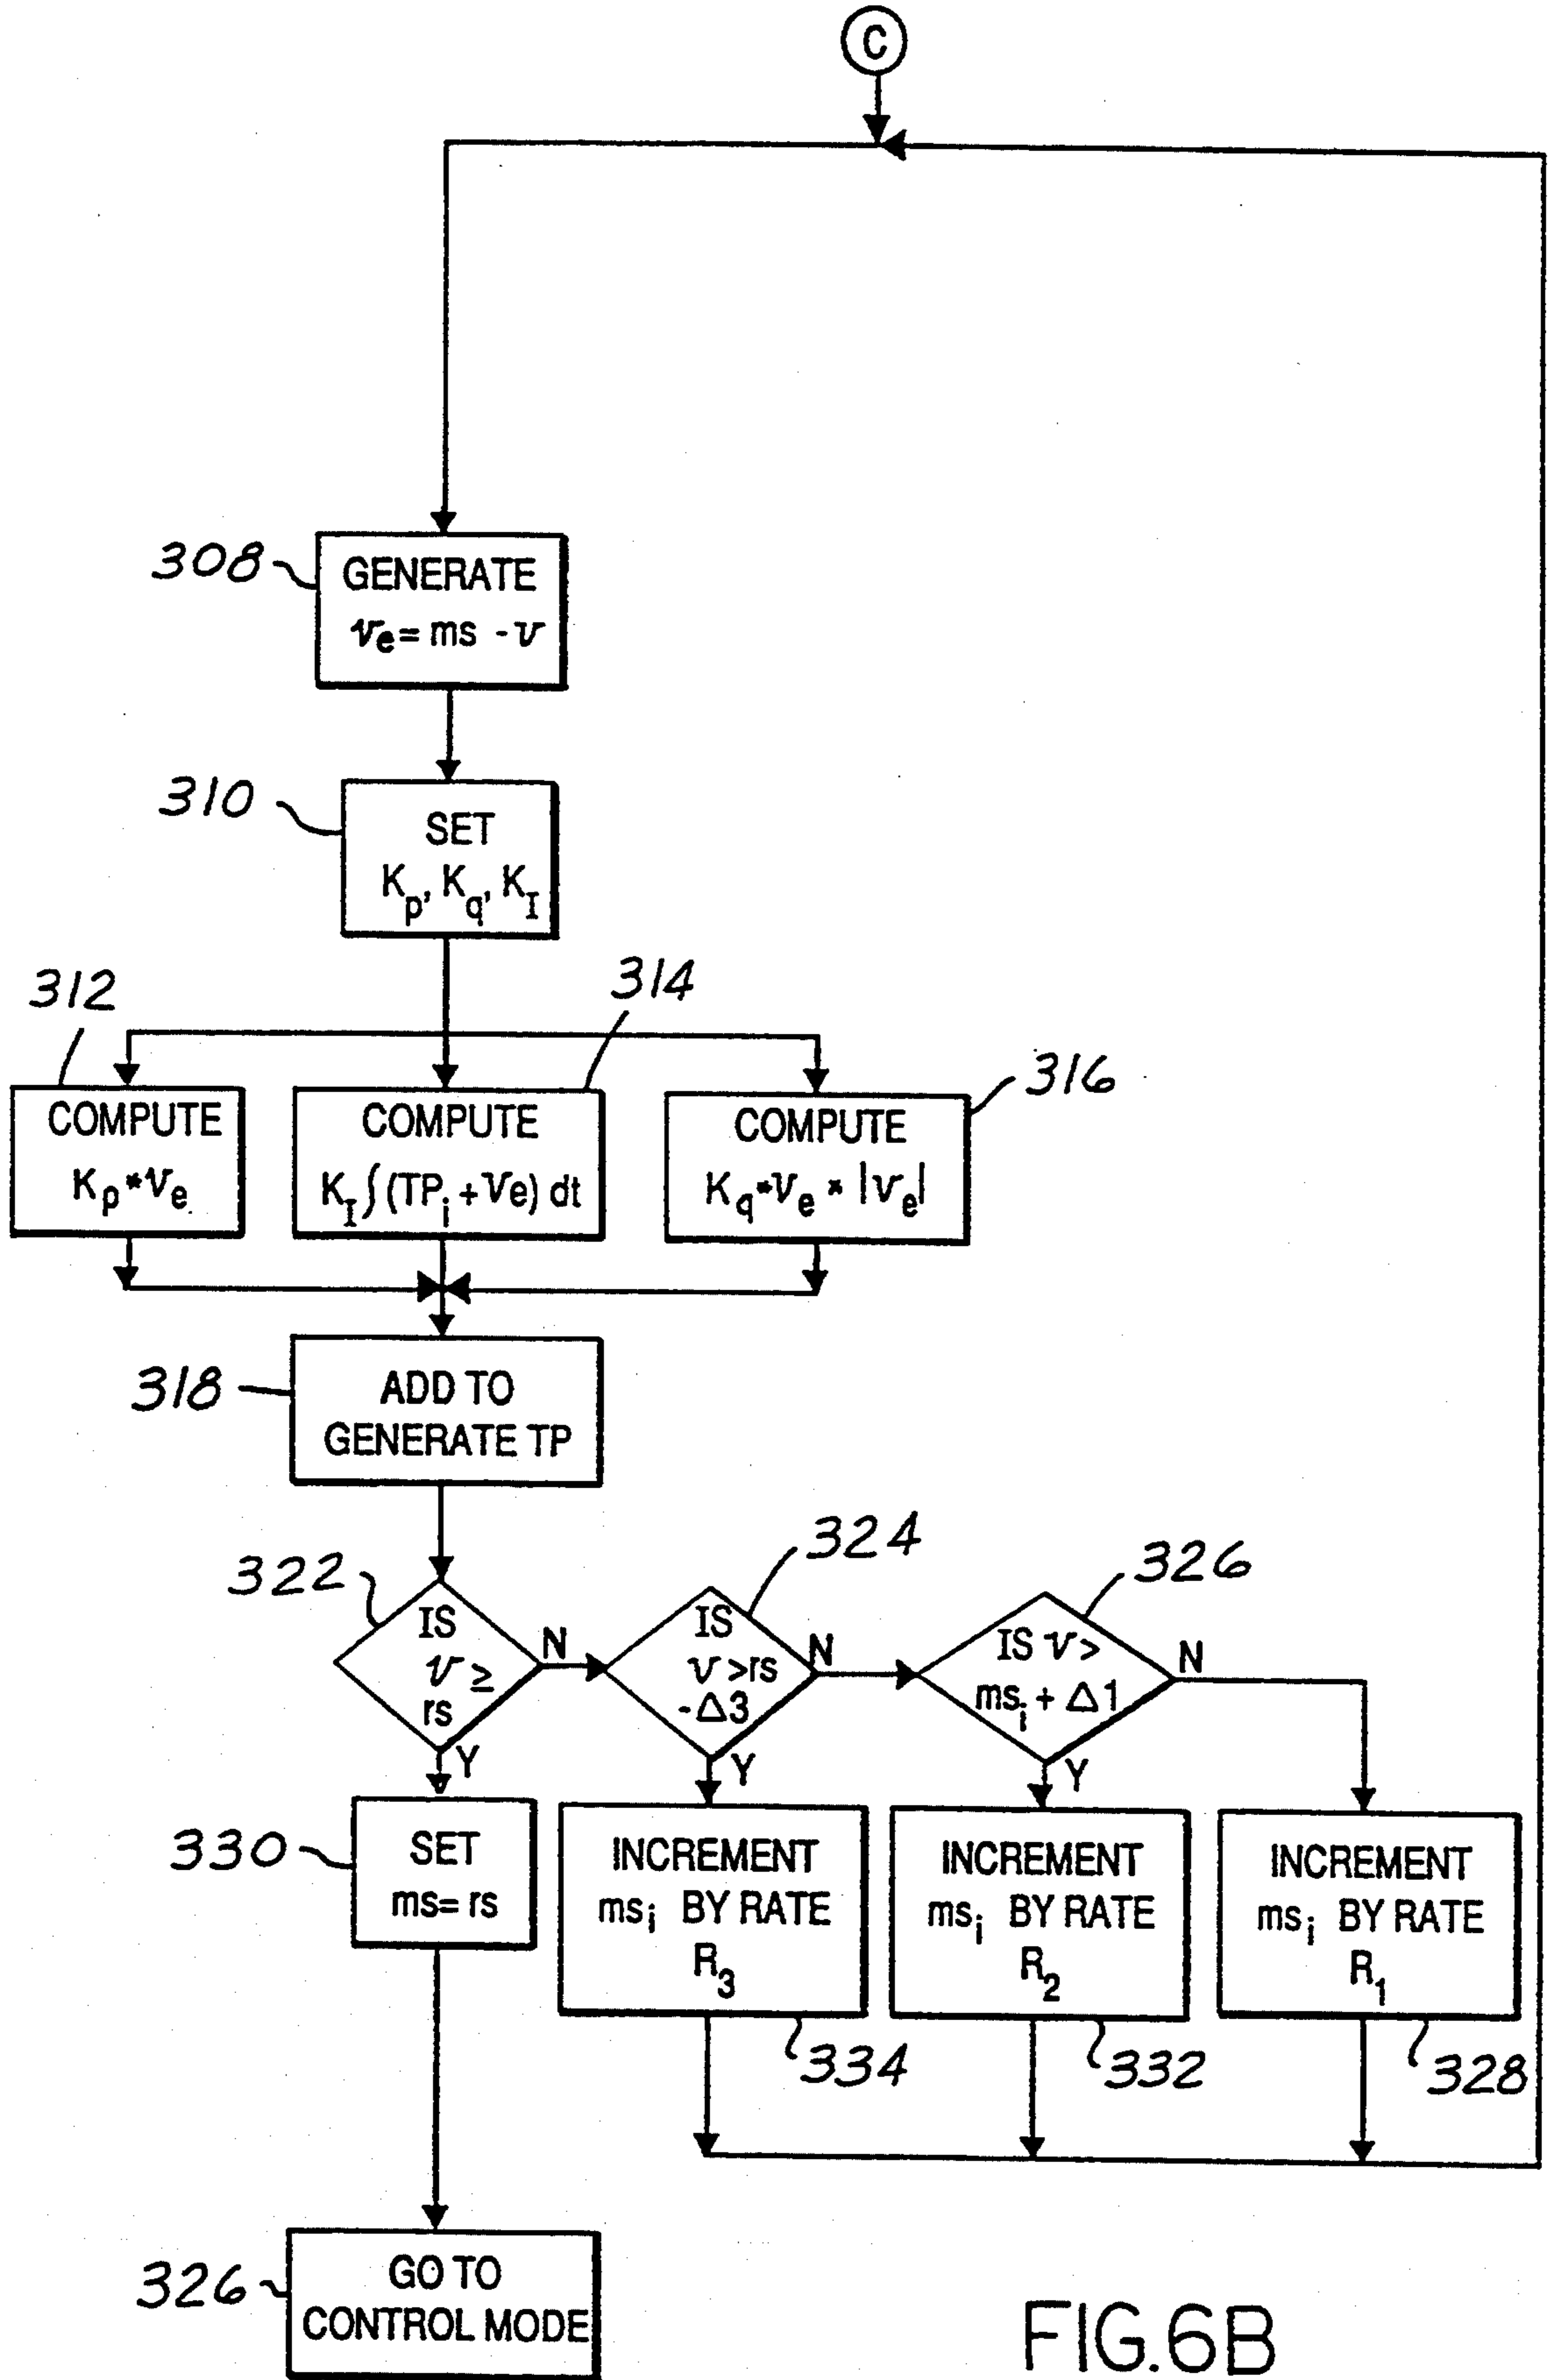 C
308
GENERATE
ve = ms - v
310
SET
Kp, Kq, KI
312
314
316
COMPUTE
Kp * ve
COMPUTE
KI ∫ (TPi + ve) dt
COMPUTE
Kq * ve * |ve|
318
ADD TO
GENERATE TP
322
IS
v ≥
rs
N
Y
324
IS
v > rs
- Δ3
N
Y
326
IS v >
msi + Δ1
N
Y
330
SET
ms = rs
INCREMENT
msi BY RATE
R3
334
INCREMENT
msi BY RATE
R2
332
INCREMENT
msi BY RATE
R1
328
326
GO TO
CONTROL MODE
FIG.6B